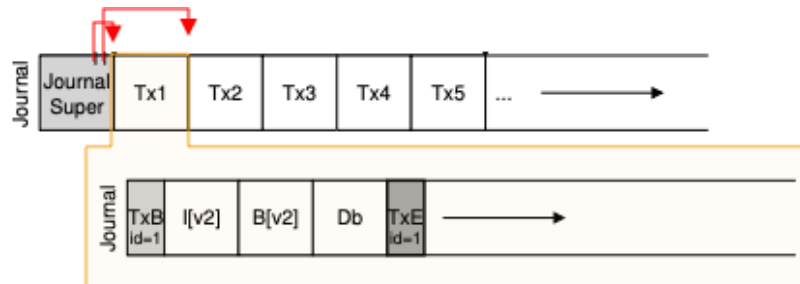 Journal
Journal Super
Tx1
Tx2
Tx3
Tx4
Tx5
...
Journal
TxB
id=1
I[v2]
B[v2]
Db
TxE
id=1